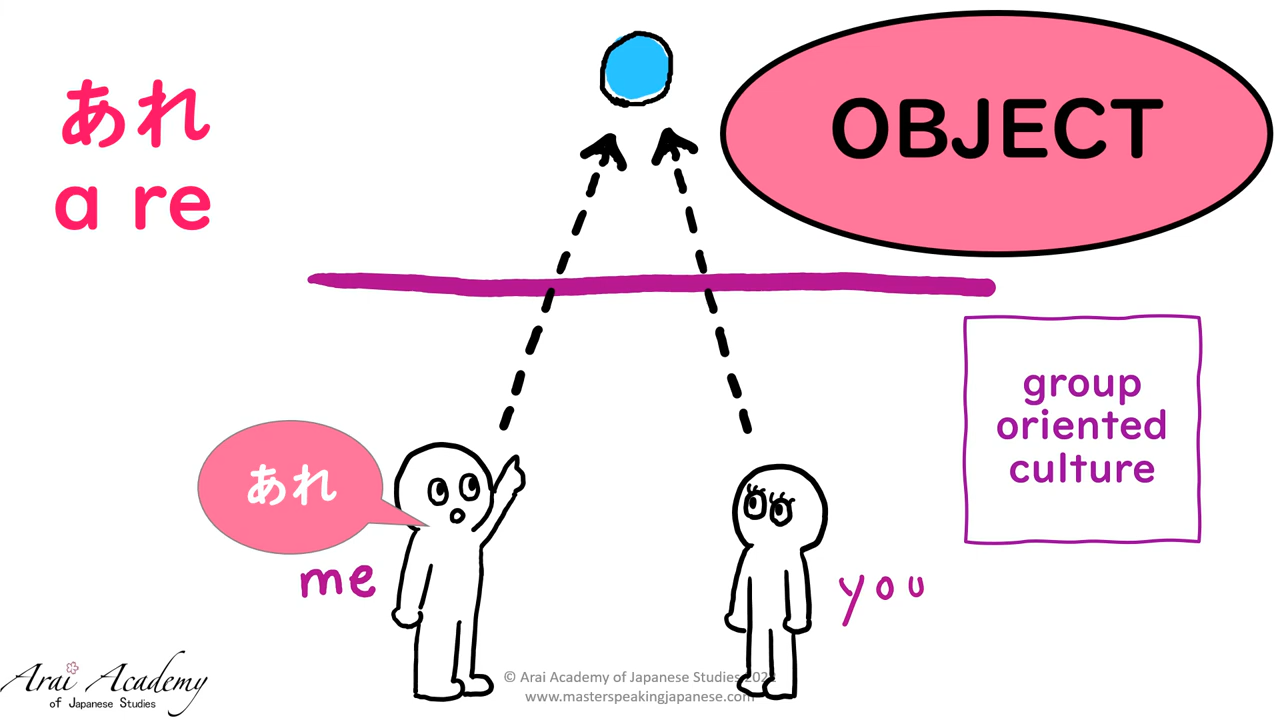 あれ
a re
OBJECT
group
oriented
culture
あれ
me
you
Arai Academy
of Japanese Studies
© Arai Academy of Japanese Studies
www.masterspeakingjapanese.com